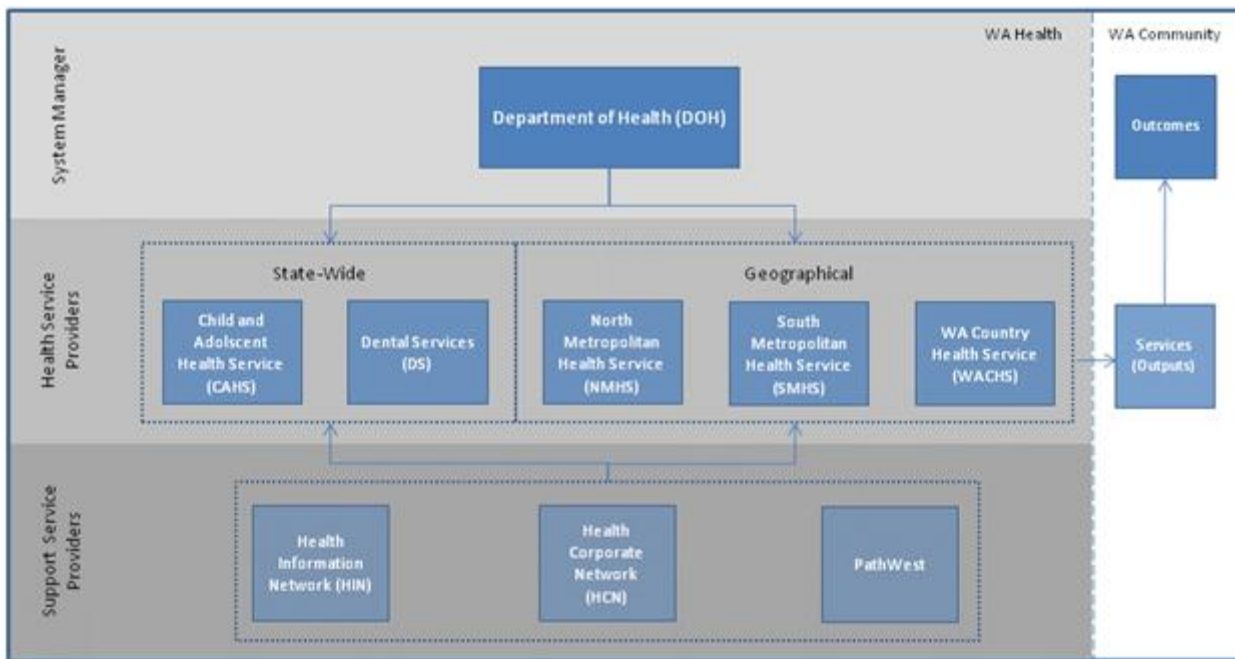 WA Health
WA Community
System Manager
Department of Health (DOH)
Outcomes
Health Service
Providers
State-Wide
Geographical
Child and
Adolscent
Health Service
(CAHS)
Dental Services
(DS)
North
Metropolitan
Health Service
(NMHS)
South
Metropolitan
Health Service
(SMHS)
WA Country
Health Service
(WACHS)
Services
(Outputs)
Support Service
Providers
Health
Information
Network (HIN)
Health
Corporate
Network
(HCN)
PathWest